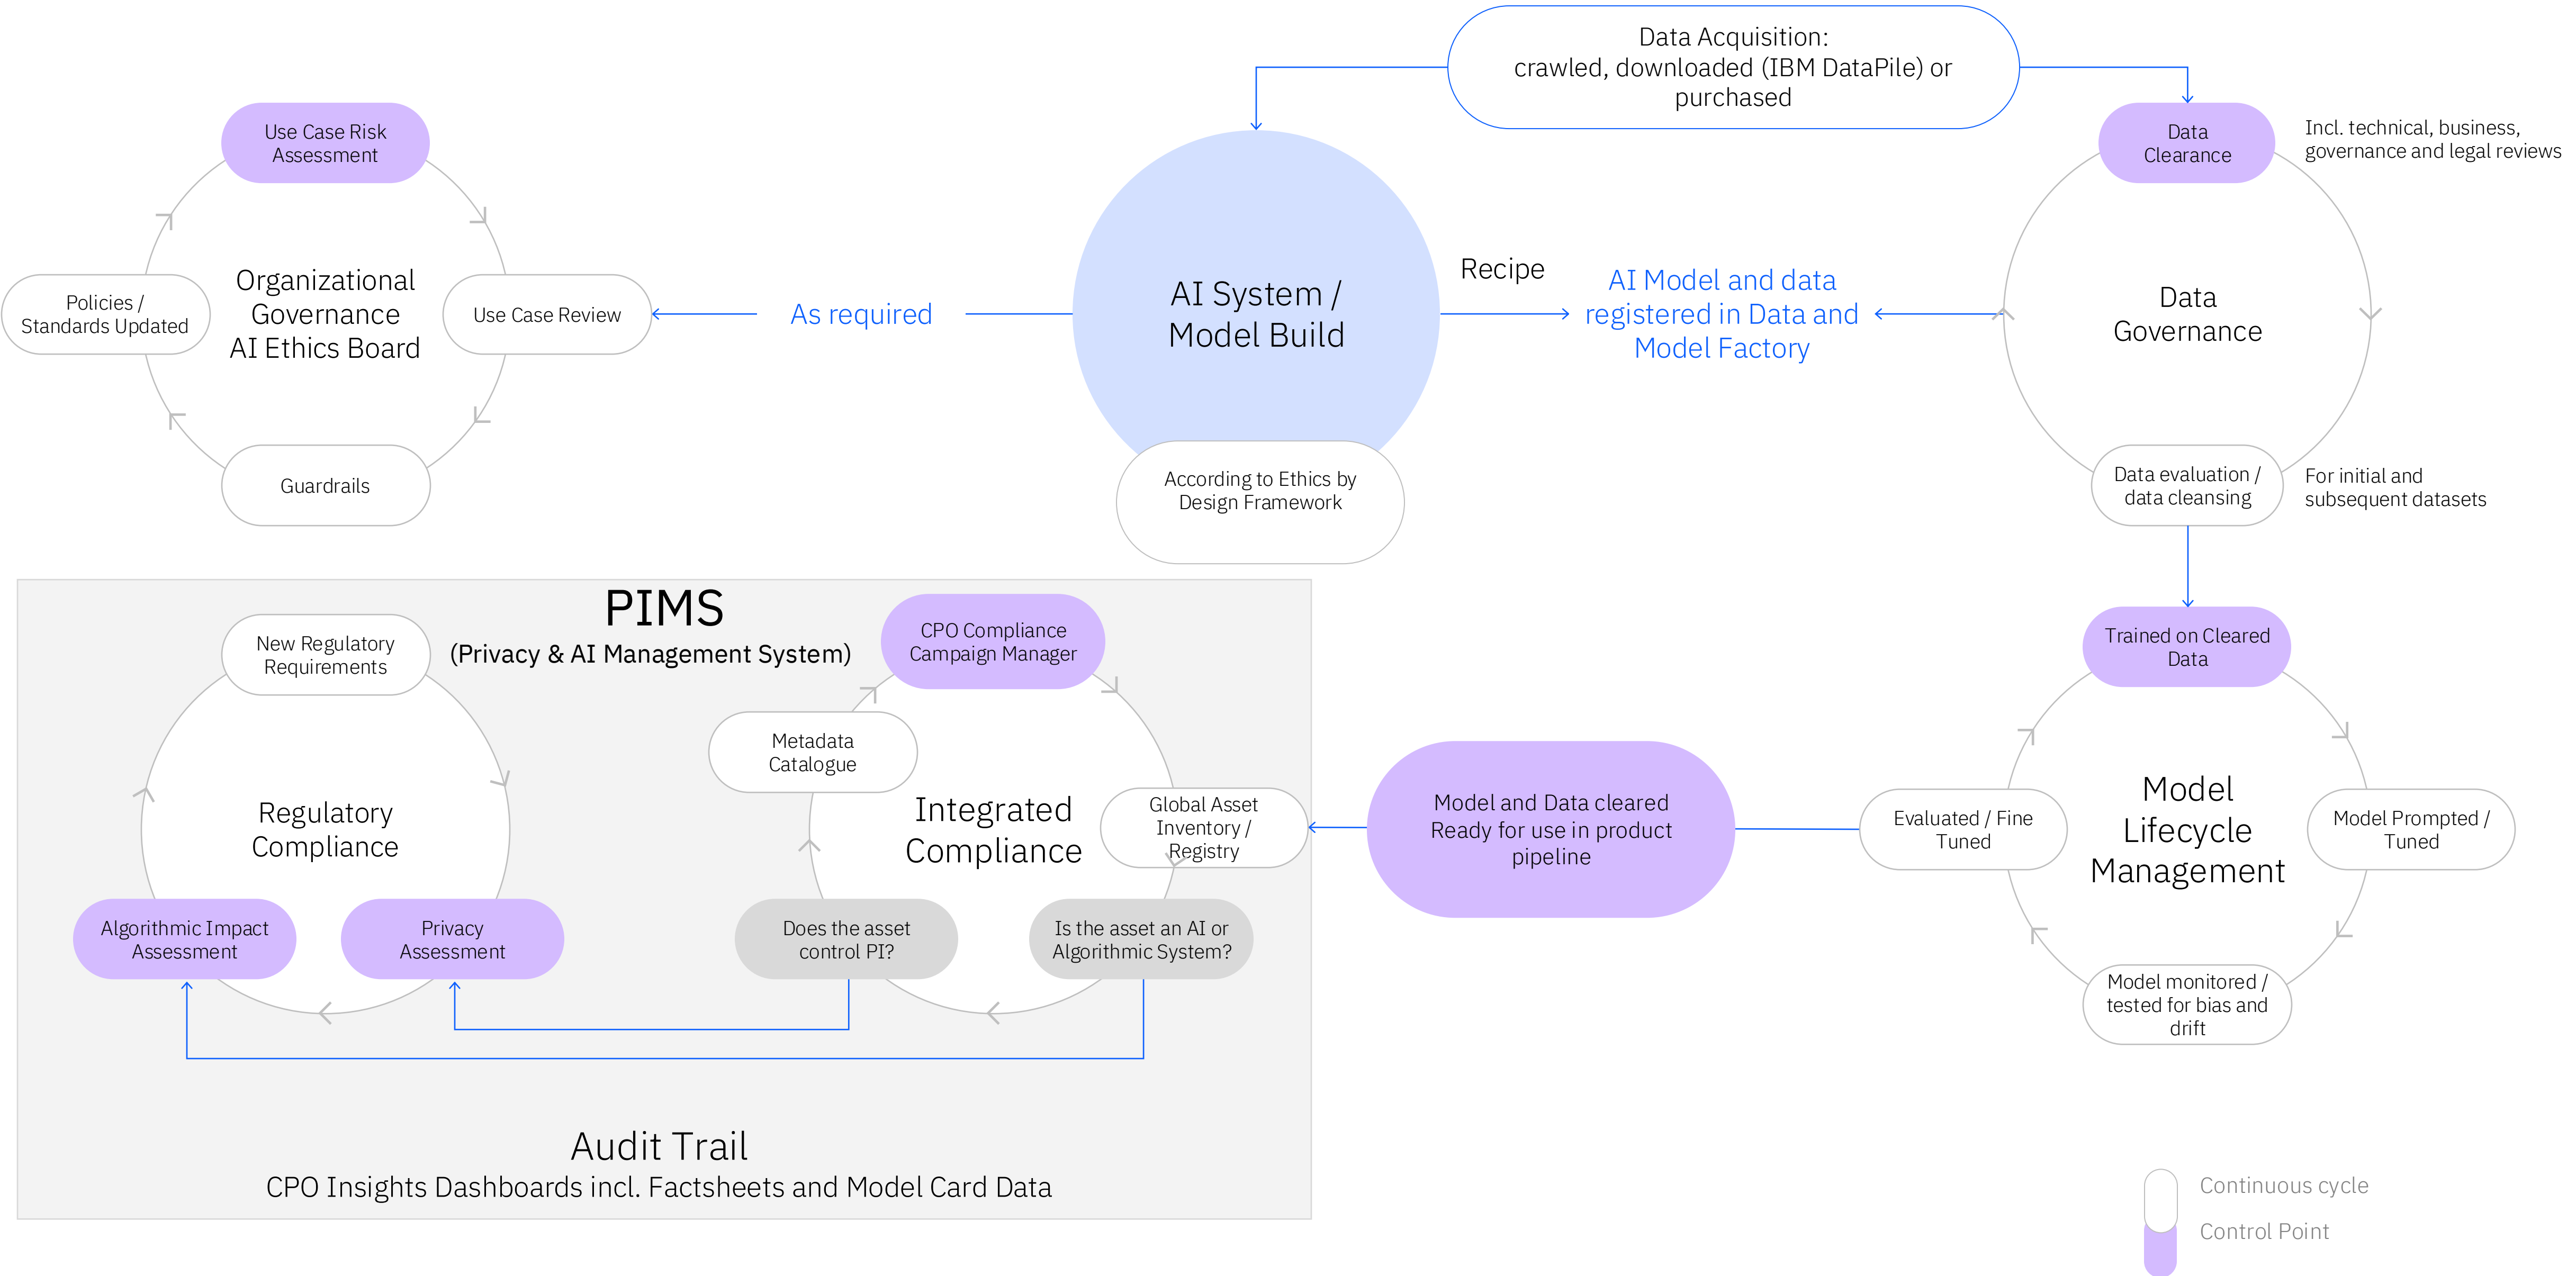 Data Acquisition:
crawled, downloaded (IBM DataPile) or
purchased
Use Case Risk
Assessment
Organizational
Governance
AI Ethics Board
Policies /
Standards Updated
Use Case Review
Guardrails
As required
AI System /
Model Build
According to Ethics by
Design Framework
Recipe
AI Model and data
registered in Data and
Model Factory
Data
Clearance
Incl. technical, business,
governance and legal reviews
Data
Governance
Data evaluation /
data cleansing
For initial and
subsequent datasets
PIMS
(Privacy & AI Management System)
New Regulatory
Requirements
Regulatory
Compliance
Algorithmic Impact
Assessment
Privacy
Assessment
CPO Compliance
Campaign Manager
Metadata
Catalogue
Integrated
Compliance
Global Asset
Inventory /
Registry
Does the asset
control PI?
Is the asset an AI or
Algorithmic System?
Audit Trail
CPO Insights Dashboards incl. Factsheets and Model Card Data
Model and Data cleared
Ready for use in product
pipeline
Trained on Cleared
Data
Model
Lifecycle
Management
Evaluated / Fine
Tuned
Model Prompted /
Tuned
Model monitored /
tested for bias and
drift
Continuous cycle
Control Point